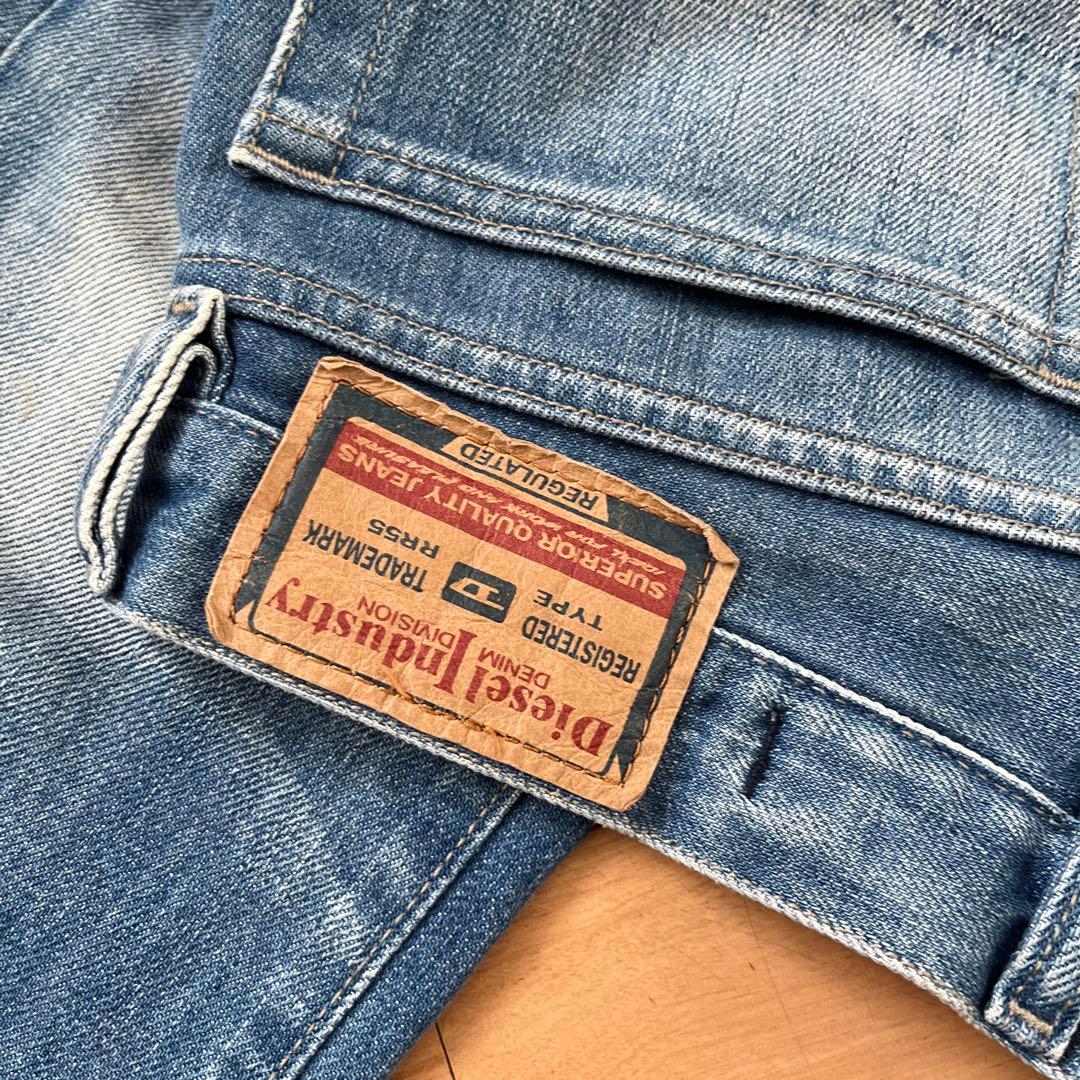 Diesel Industry
DENIM DIVISION
REGISTERED D TRADEMARK
TYPE RR55
SUPERIOR QUALITY JEANS
REGULATED